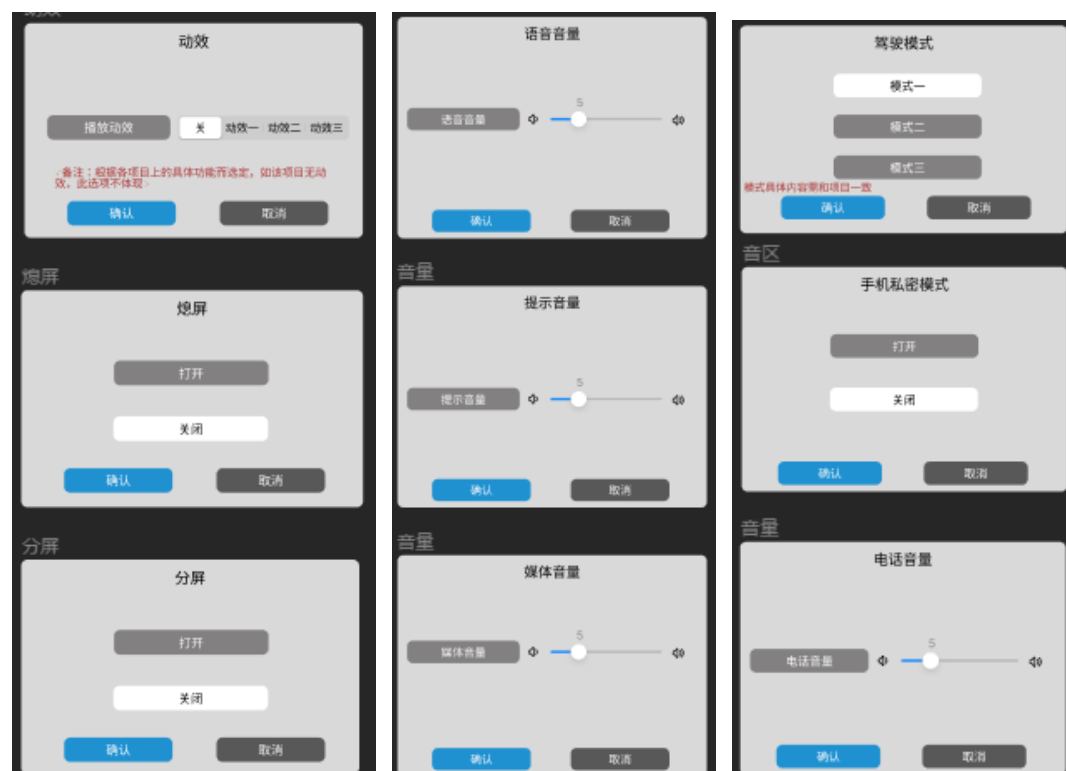 动效
动效
播放动效 关 动效一 动效二 动效三
备注：根据各项目上的具体功能而选定，如该项目无动
效，此选项不体现
确认 取消
熄屏
熄屏
打开
关闭
确认 取消
分屏
分屏
打开
关闭
确认 取消
语音音量
5
语音音量
确认 取消
音量
提示音量
5
提示音量
确认 取消
音量
媒体音量
5
媒体音量
确认 取消
驾驶模式
模式一
模式二
模式三
模式具体内容需和项目一致
确认 取消
音区
手机私密模式
打开
关闭
确认 取消
音量
电话音量
5
电话音量
确认 取消